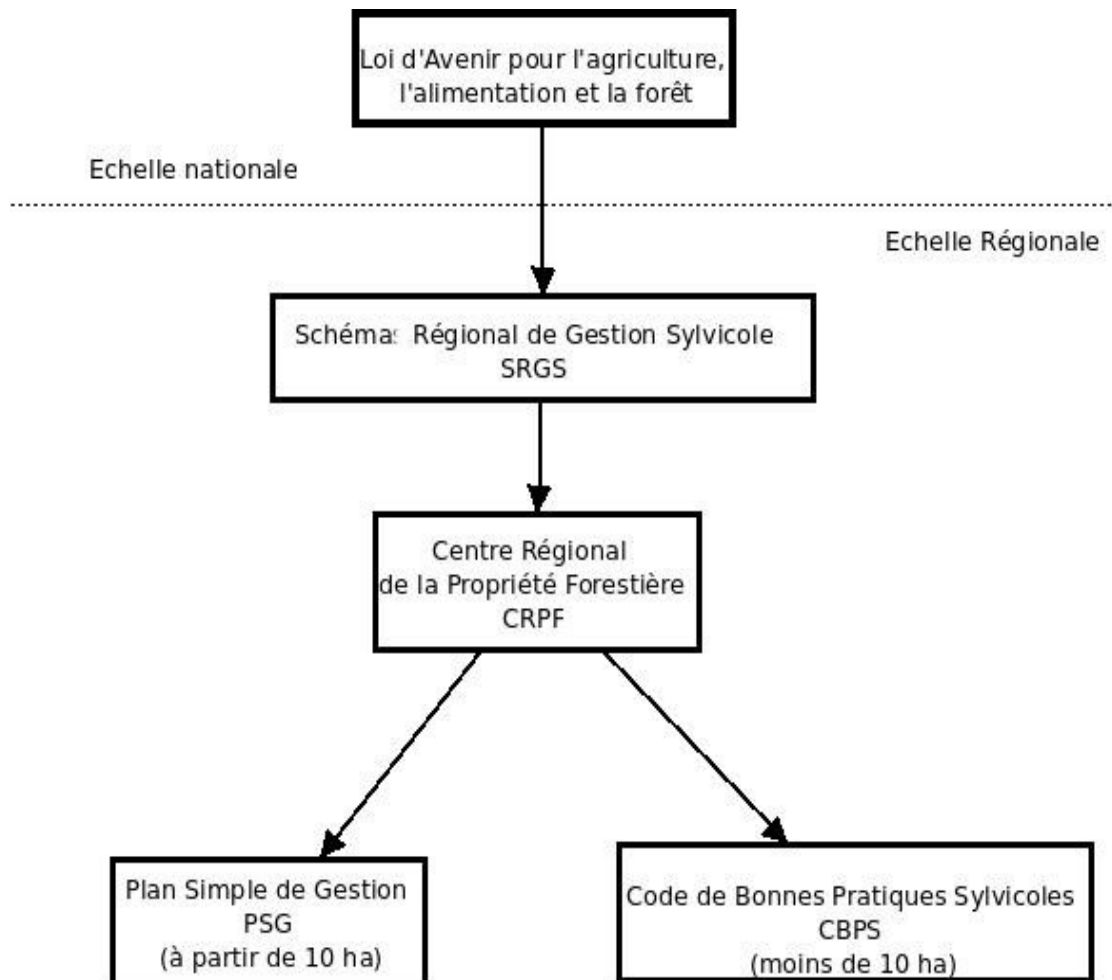 Loi d'Avenir pour l'agriculture,
l'alimentation et la forêt
Echelle nationale
Echelle Régionale
Schémas Régional de Gestion Sylvicole
SRGS
Centre Régional
de la Propriété Forestière
CRPF
Plan Simple de Gestion
PSG
(à partir de 10 ha)
Code de Bonnes Pratiques Sylvicoles
CBPS
(moins de 10 ha)